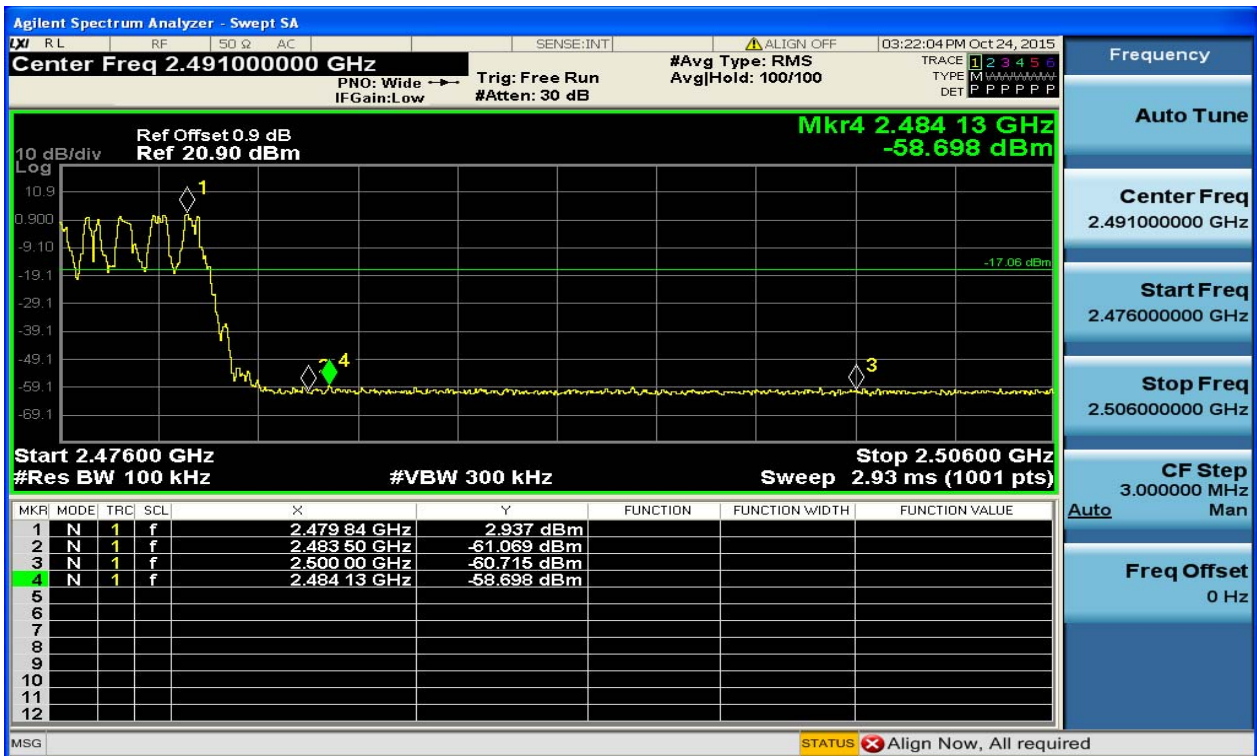 Agilent Spectrum Analyzer - Swept SA
LXI RL RF 50 Ω AC SENSE:INT ALIGN OFF 03:22:04 PM Oct 24, 2015
Center Freq 2.491000000 GHz
PNO: Wide
IFGain:Low
Trig: Free Run
#Atten: 30 dB
#Avg Type: RMS
Avg|Hold: 100/100
TRACE 1 2 3 4 5 6
TYPE M
DET P P P P P P
Ref Offset 0.9 dB
10 dB/div Ref 20.90 dBm
Log
Mkr4 2.484 13 GHz
-58.698 dBm
10.9
0.900
-9.10
-19.1
-29.1
-39.1
-49.1
-59.1
-69.1
1
4
3
-17.06 dBm
Start 2.47600 GHz Stop 2.50600 GHz
#Res BW 100 kHz #VBW 300 kHz Sweep 2.93 ms (1001 pts)
MKR MODE TRC SCL X Y FUNCTION FUNCTION WIDTH FUNCTION VALUE
1 N 1 f 2.479 84 GHz 2.937 dBm
2 N 1 f 2.483 50 GHz -61.069 dBm
3 N 1 f 2.500 00 GHz -60.715 dBm
4 N 1 f 2.484 13 GHz -58.698 dBm
5
6
7
8
9
10
11
12
MSG STATUS Align Now, All required
Frequency
Auto Tune
Center Freq
2.491000000 GHz
Start Freq
2.476000000 GHz
Stop Freq
2.506000000 GHz
CF Step
3.000000 MHz
Auto Man
Freq Offset
0 Hz